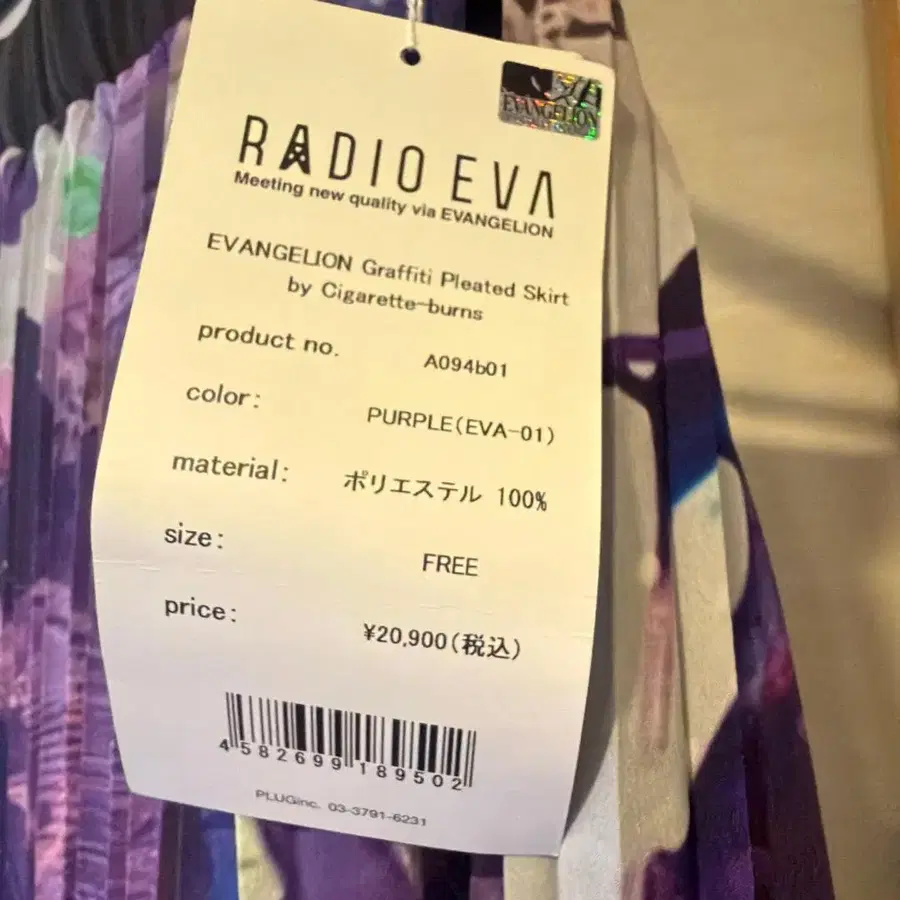 EVANGELION
RADIO EVA
Meeting new quality via EVANGELION
EVANGELION Graffiti Pleated Skirt
by Cigarette-burns
product no. A094b01
color: PURPLE(EVA-01)
material: ポリエステル 100%
size: FREE
price: ¥20,900(税込)
4582699189502
PLUGinc. 03-3791-6231